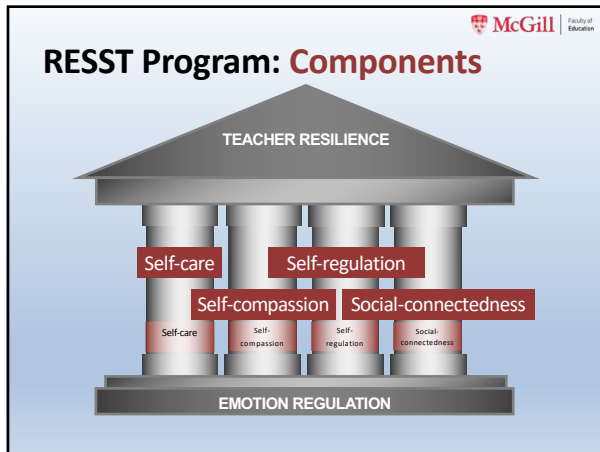 McGill
Faculty of
Education
RESST Program: Components
TEACHER RESILIENCE
Self-care
Self-regulation
Self-compassion
Social-connectedness
Self-care
Self-
compassion
Self-
regulation
Social-
connectedness
EMOTION REGULATION